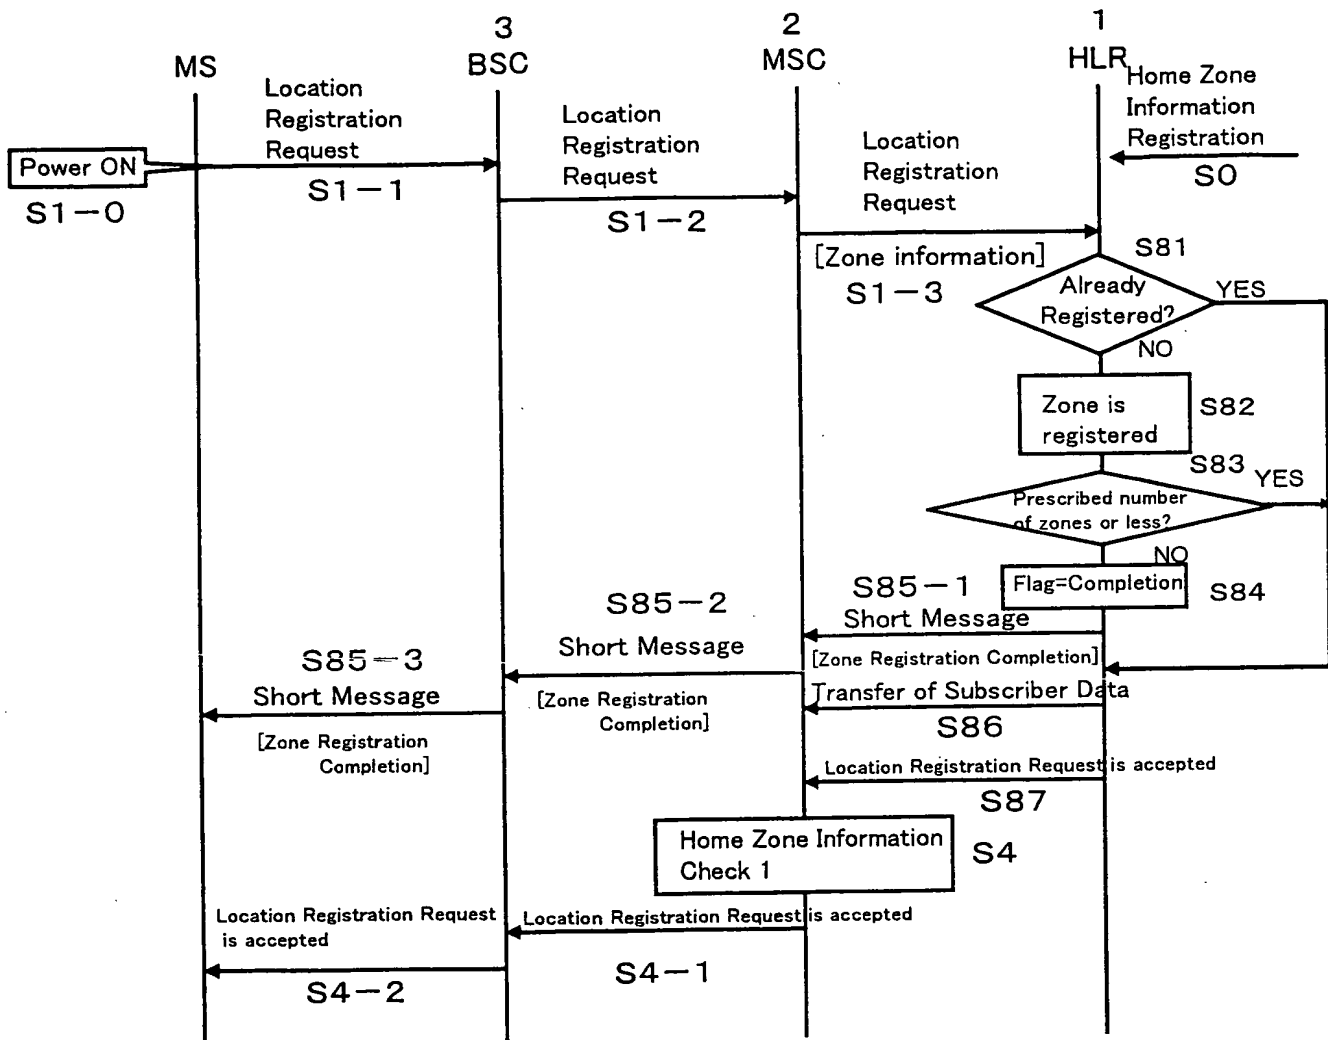 3
2
1
MS
BSC
MSC
HLR
Location
Registration
Request
Location
Registration
Request
Location
Registration
Request
Home Zone
Information
Registration
Power ON
S1-0
S1-1
S1-2
S0
[Zone information]
S1-3
S81
Already
Registered?
YES
NO
Zone is
registered
S82
S83
YES
Prescribed number
of zones or less?
NO
Flag=Completion
S84
S85-1
Short Message
[Zone Registration Completion]
S85-2
Short Message
[Zone Registration
Completion]
S85-3
Short Message
[Zone Registration
Completion]
Transfer of Subscriber Data
S86
Location Registration Request is accepted
S87
Home Zone Information
Check 1
S4
Location Registration Request is accepted
S4-1
Location Registration Request
is accepted
S4-2